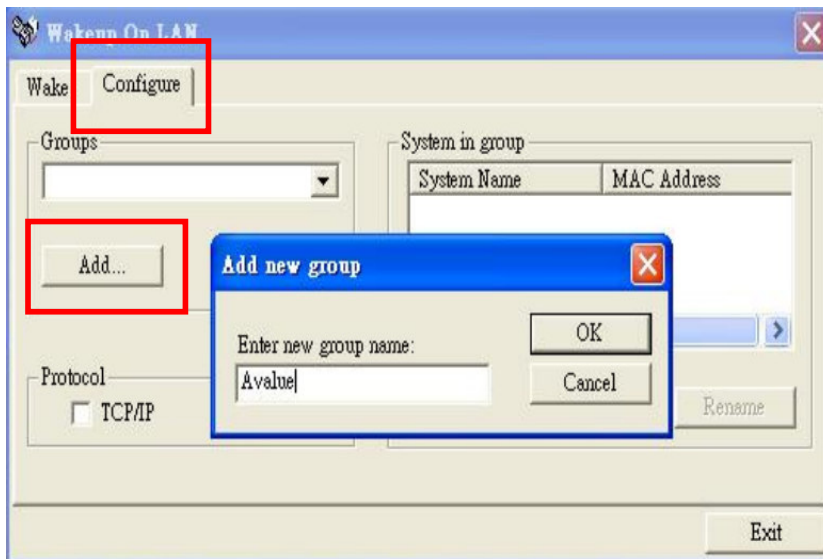 Wakeup On LAN
Wake
Configure
Groups
System in group
System Name
MAC Address
Add...
Add new group
Enter new group name:
Avalue
OK
Cancel
Protocol
TCP/IP
Rename
Exit